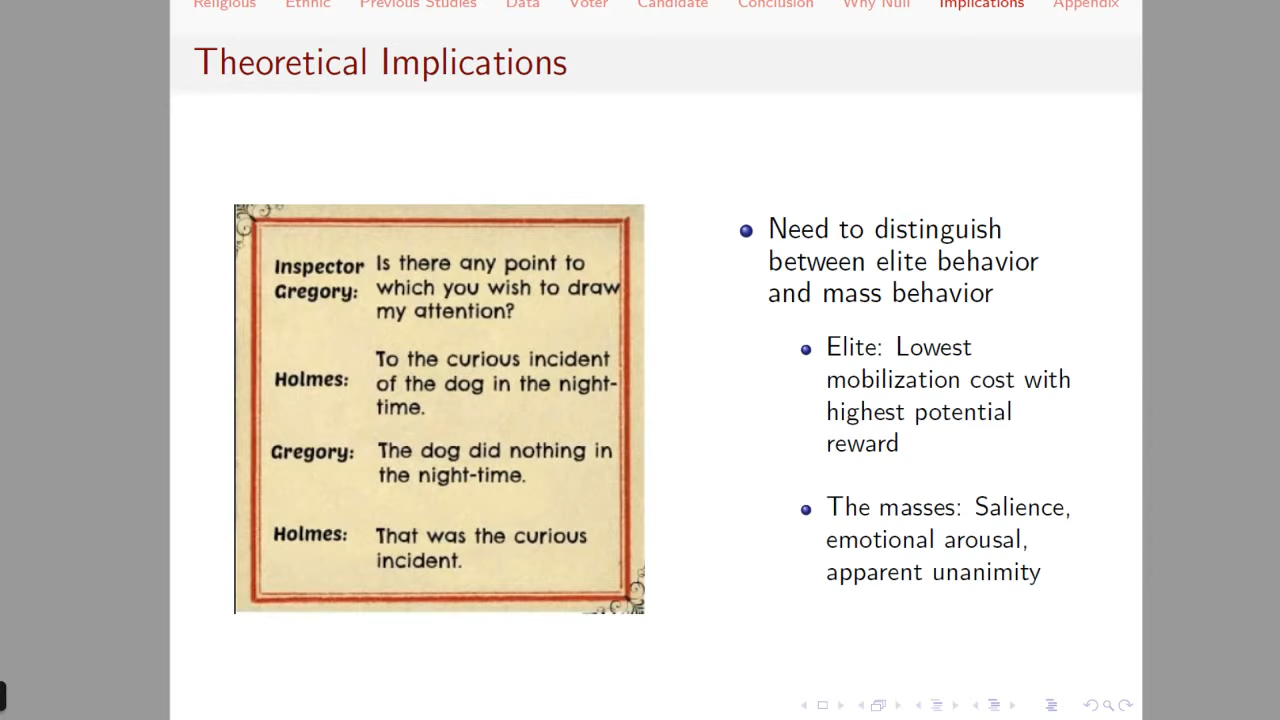 Religious Ethnic Previous Studies Data Voter Candidate Conclusion Why Null Implications Appendix
Theoretical Implications
Inspector Gregory: Is there any point to
which you wish to draw
my attention?
Holmes: To the curious incident
of the dog in the night-
time.
Gregory: The dog did nothing in
the night-time.
Holmes: That was the curious
incident.
Need to distinguish
between elite behavior
and mass behavior
Elite: Lowest
mobilization cost with
highest potential
reward
The masses: Salience,
emotional arousal,
apparent unanimity